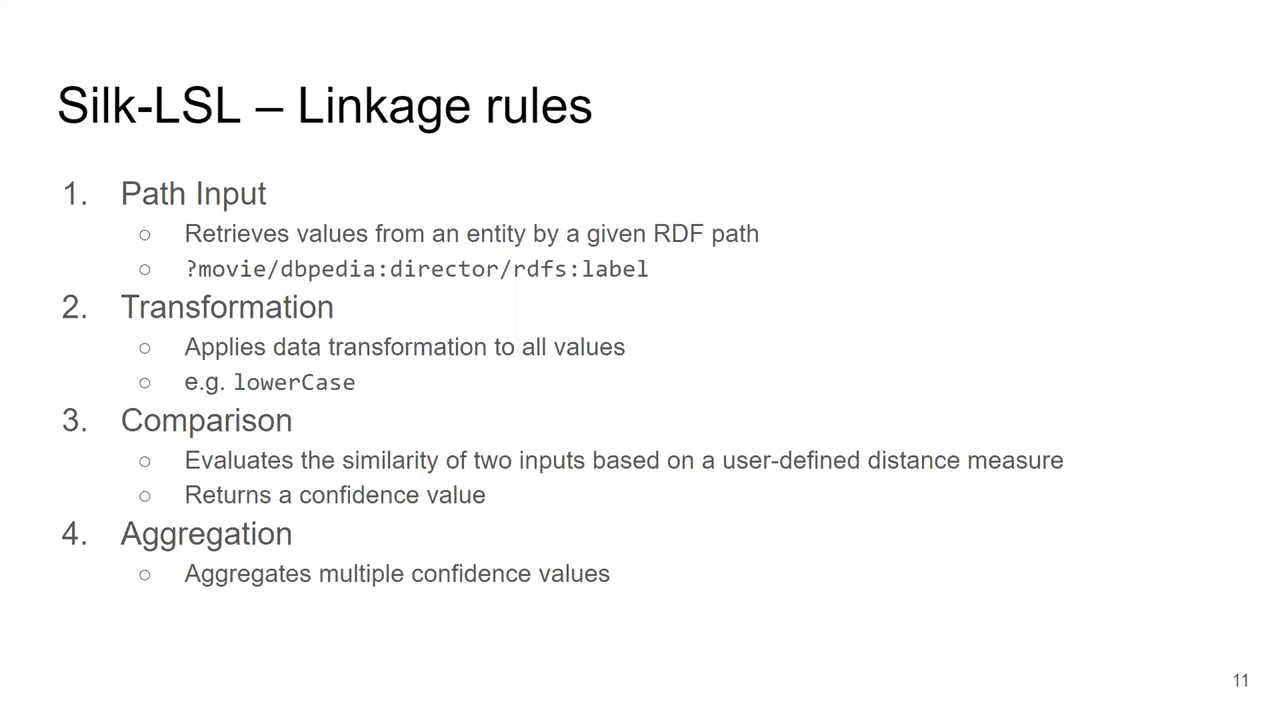 Silk-LSL – Linkage rules
1. Path Input
○ Retrieves values from an entity by a given RDF path
○ ?movie/dbpedia:director/rdfs:label
2. Transformation
○ Applies data transformation to all values
○ e.g. lowerCase
3. Comparison
○ Evaluates the similarity of two inputs based on a user-defined distance measure
○ Returns a confidence value
4. Aggregation
○ Aggregates multiple confidence values
11